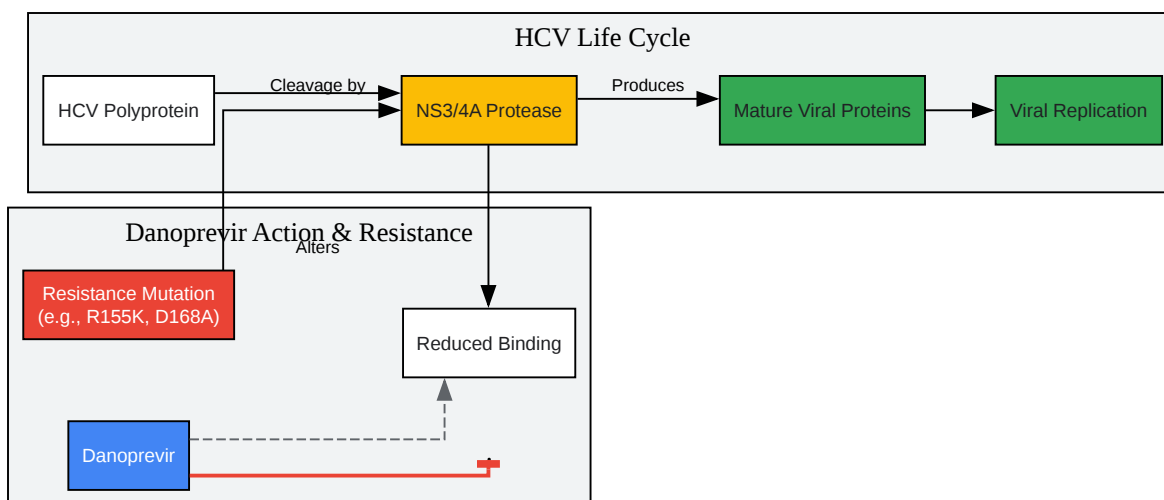 HCV Life Cycle
HCV Polyprotein
Cleavage by
NS3/4A Protease
Produces
Mature Viral Proteins
Viral Replication
Danoprevir Action & Resistance
Alters
Resistance Mutation
(e.g., R155K, D168A)
Reduced Binding
Danoprevir